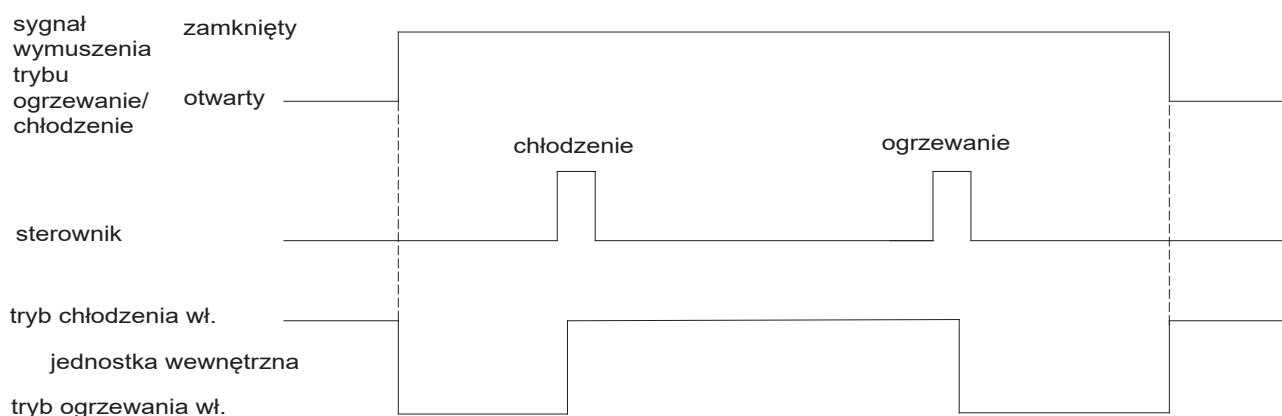 sygnał
wymuszenia
trybu
ogrzewanie/
chłodzenie
zamknięty
otwarty
chłodzenie
ogrzewanie
sterownik
tryb chłodzenia wł.
jednostka wewnętrzna
tryb ogrzewania wł.